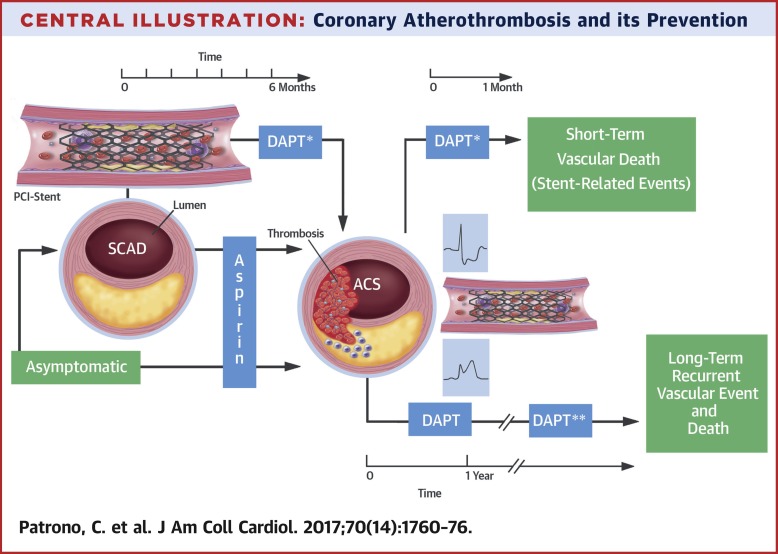 CENTRAL ILLUSTRATION: Coronary Atherothrombosis and its Prevention
Time
0
6 Months
0
1 Month
DAPT*
DAPT*
Short-Term
Vascular Death
(Stent-Related Events)
PCI-Stent
Lumen
SCAD
Thrombosis
ACS
Aspirin
Asymptomatic
Long-Term
Recurrent
Vascular Event
and
Death
DAPT
DAPT**
0
1 Year
Time
Patrono, C. et al. J Am Coll Cardiol. 2017;70(14):1760–76.